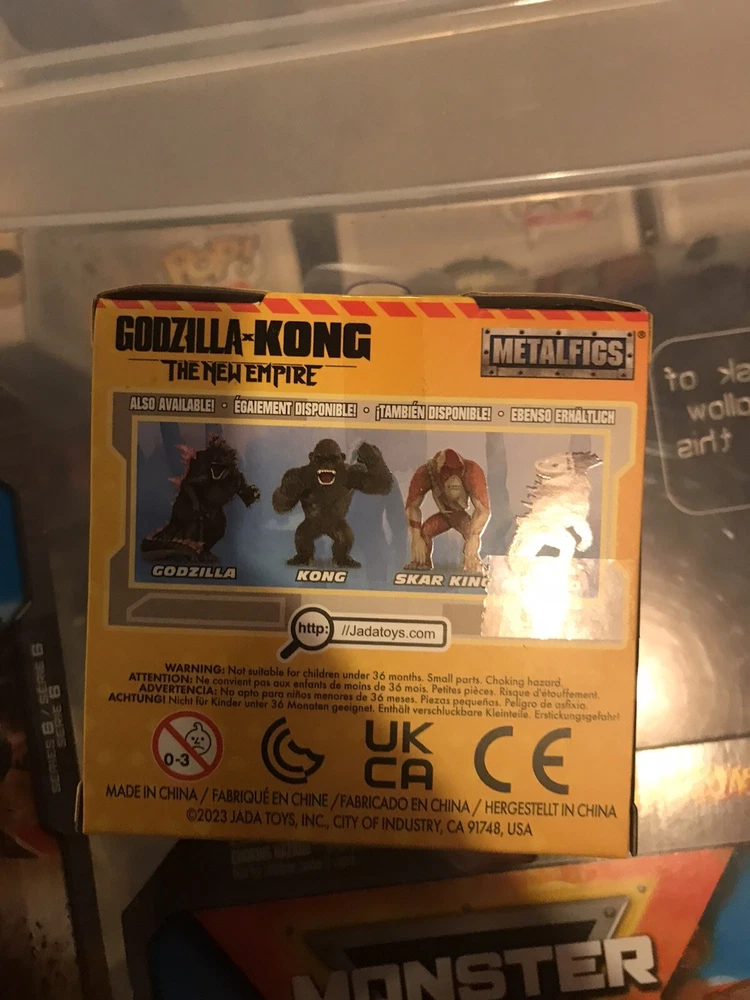 POP!
GODZILLA x KONG
THE NEW EMPIRE
METALFIGS®
ALSO AVAILABLE! • ÉGAIEMENT DISPONIBLE! • ¡TAMBIÉN DISPONIBLE! • EBENSO ERHÄLTLICH
GODZILLA
KONG
SKAR KING
http: //Jadatoys.com
WARNING: Not suitable for children under 36 months. Small parts. Choking hazard.
ATTENTION: Ne convient pas aux enfants de moins de 36 mois. Petites pièces. Risque d'étouffement.
ADVERTENCIA: No apto para niños menores de 36 meses. Piezas pequeñas. Peligro de asfixia.
ACHTUNG! Nicht für Kinder unter 36 Monaten geeignet. Enthält verschluckbare Kleinteile. Erstickungsgefahr!
0-3
UK
CA
CE
MADE IN CHINA / FABRIQUÉ EN CHINE / FABRICADO EN CHINA / HERGESTELLT IN CHINA
©2023 JADA TOYS, INC., CITY OF INDUSTRY, CA 91748, USA
SERIES 6 / SÉRIE 6
SERIE 6
MONSTER